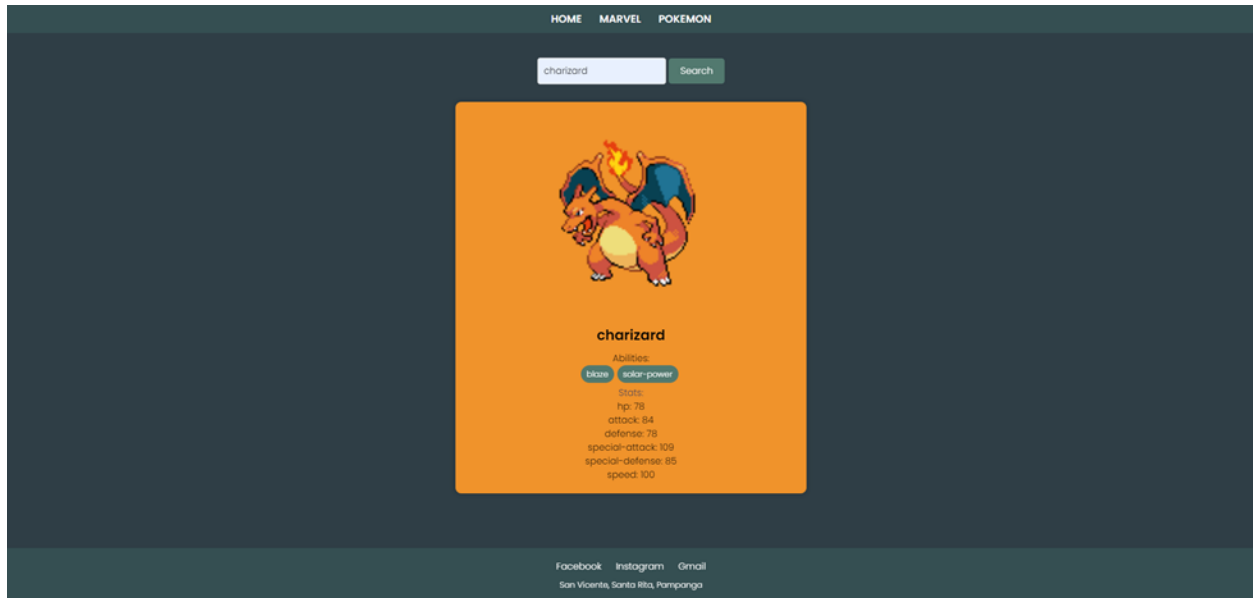 HOME MARVEL POKEMON
charizard Search
charizard
Abilities:
blaze solar-power
Stats:
hp: 78
attack: 84
defense: 78
special-attack: 109
special-defense: 85
speed: 100
Facebook Instagram Gmail
San Vicente, Santa Rita, Pampanga